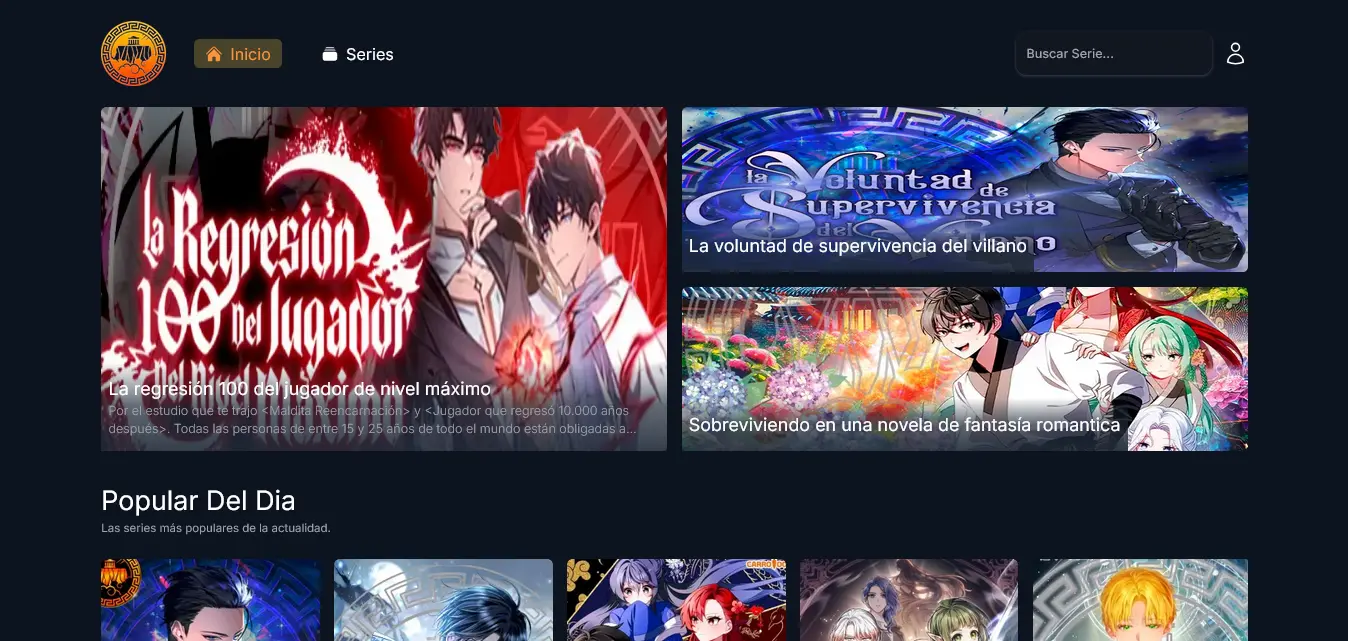 Inicio
Series
Buscar Serie...
la Regresión
100 del Jugador
La regresión 100 del jugador de nivel máximo
Por el estudio que te trajo <Maldita Reencarnación> y <Jugador que regresó 10.000 años
después>. Todas las personas de entre 15 y 25 años de todo el mundo están obligadas a...
la Voluntad de
Supervivencia
del
La voluntad de supervivencia del villano
Sobreviviendo en una novela de fantasía romantica
Popular Del Dia
Las series más populares de la actualidad.